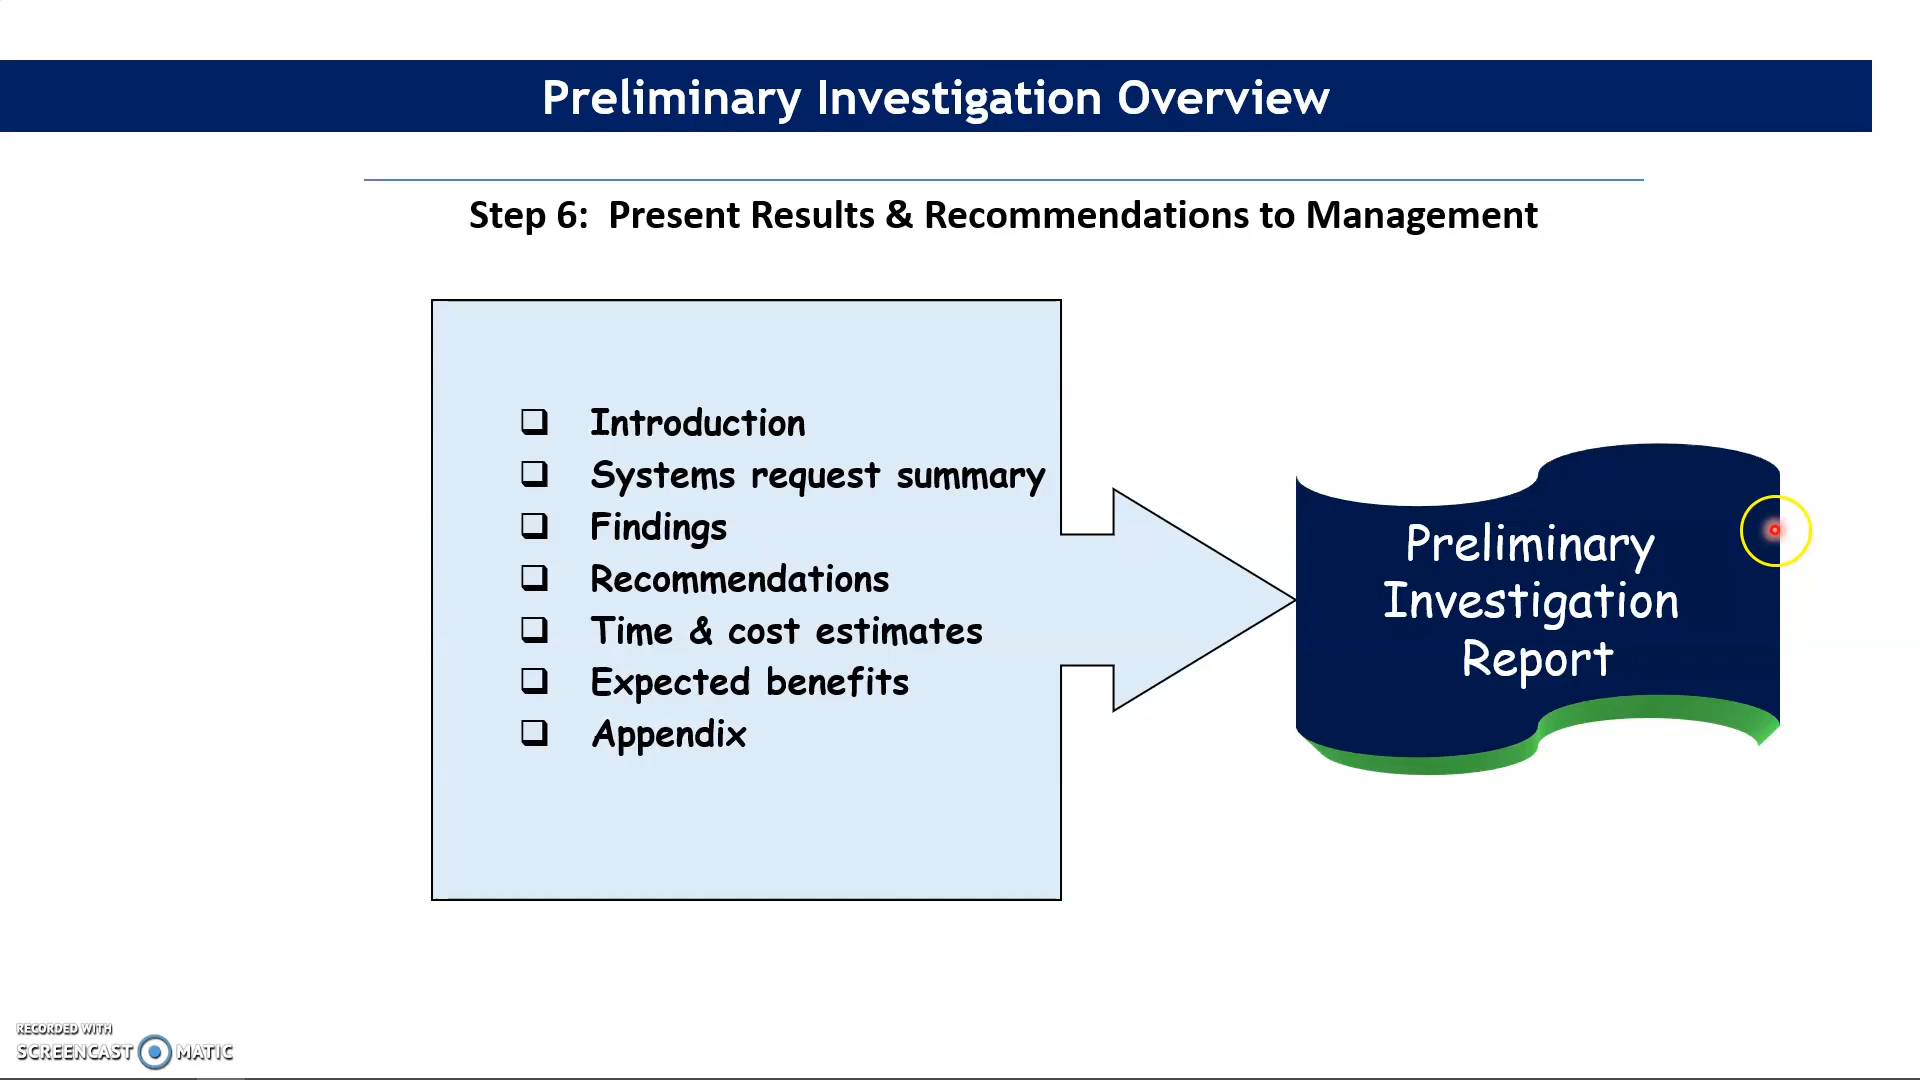 Preliminary Investigation Overview
Step 6: Present Results & Recommendations to Management
Introduction
Systems request summary
Findings
Recommendations
Time & cost estimates
Expected benefits
Appendix
Preliminary
Investigation
Report
RECORDED WITH
SCREENCAST MATIC